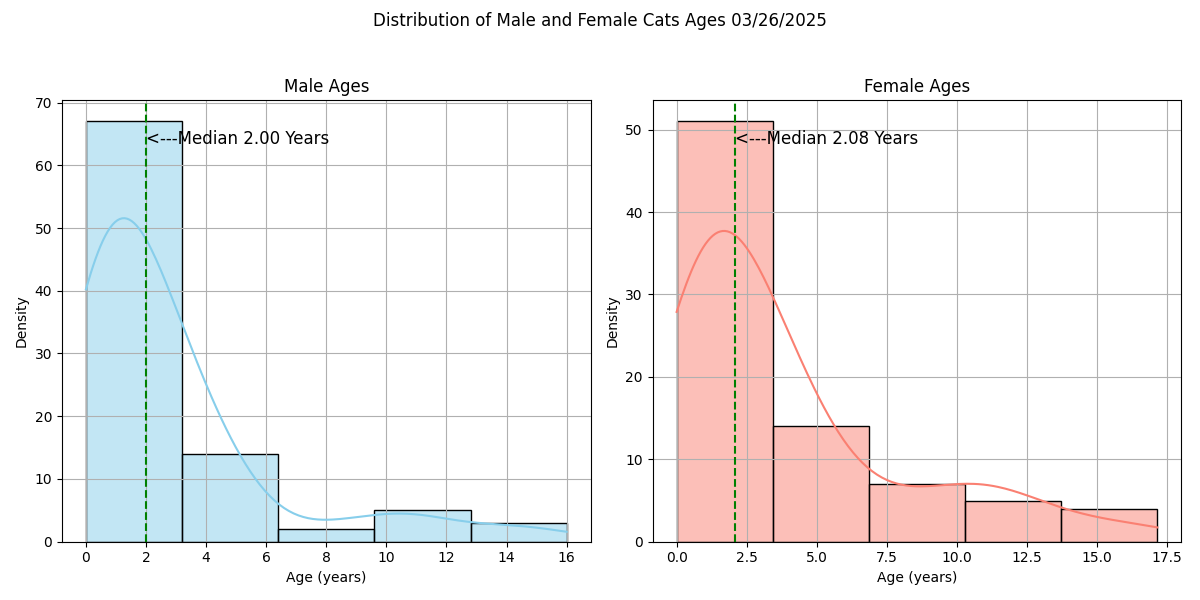 Distribution of Male and Female Cats Ages 03/26/2025
Male Ages
70
60
50
40
30
20
10
0
Density
<---Median 2.00 Years
0 2 4 6 8 10 12 14 16
Age (years)
Female Ages
50
40
30
20
10
0
Density
<---Median 2.08 Years
0.0 2.5 5.0 7.5 10.0 12.5 15.0 17.5
Age (years)